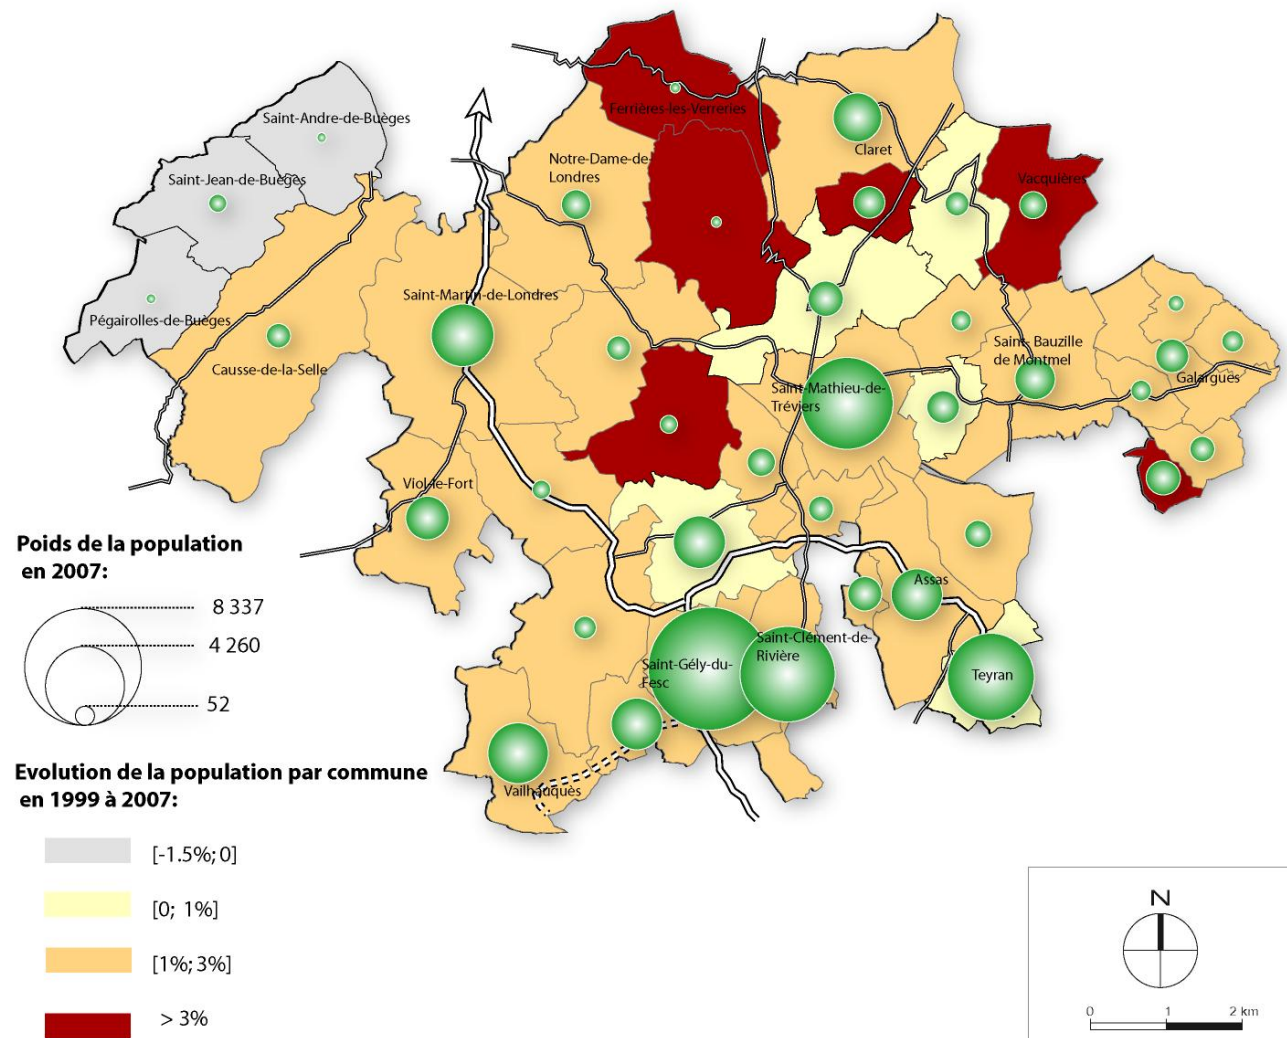 Saint-Andre-de-Buèges
Saint-Jean-de-Buèges
Pégairolles-de-Buèges
Causse-de-la-Selle
Ferrières-les-Verreries
Notre-Dame-de-
Londres
Claret
Vacquières
Saint-Martin-de-Londres
Saint- Bauzille
de Montmel
Galargues
Saint-Mathieu-de-
Tréviers
Viol-le-Fort
Assas
Saint-Clément-de-
Rivière
Saint-Gély-du-
Fesc
Teyran
Vailhauquès
Poids de la population
en 2007:
8 337
4 260
52
Evolution de la population par commune
en 1999 à 2007:
[-1.5%; 0]
[0; 1%]
[1%; 3%]
> 3%
N
0 1 2 km